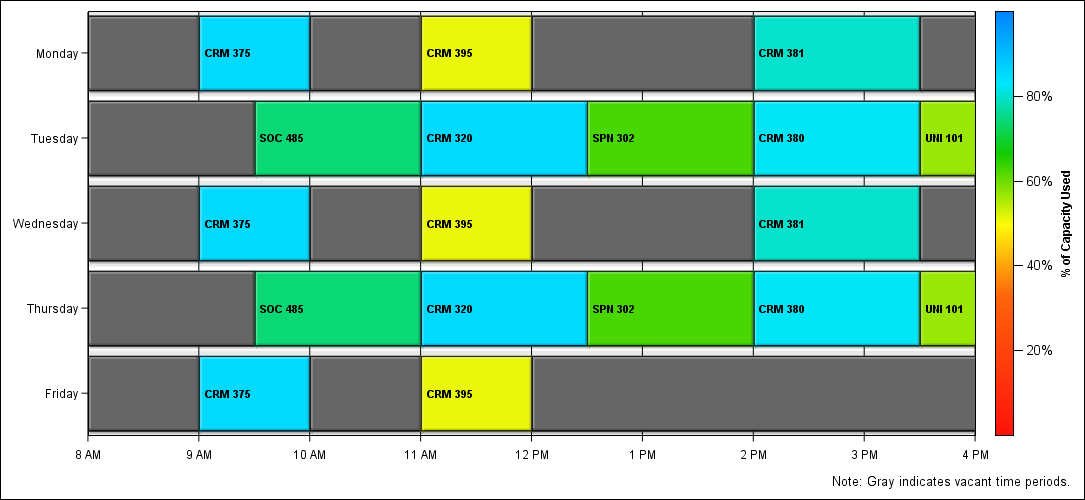 Monday CRM 375 CRM 395 CRM 381
Tuesday SOC 485 CRM 320 SPN 302 CRM 380 UNI 101
Wednesday CRM 375 CRM 395 CRM 381
Thursday SOC 485 CRM 320 SPN 302 CRM 380 UNI 101
Friday CRM 375 CRM 395
8 AM 9 AM 10 AM 11 AM 12 PM 1 PM 2 PM 3 PM 4 PM
80%
60%
40%
20%
% of Capacity Used
Note: Gray indicates vacant time periods.